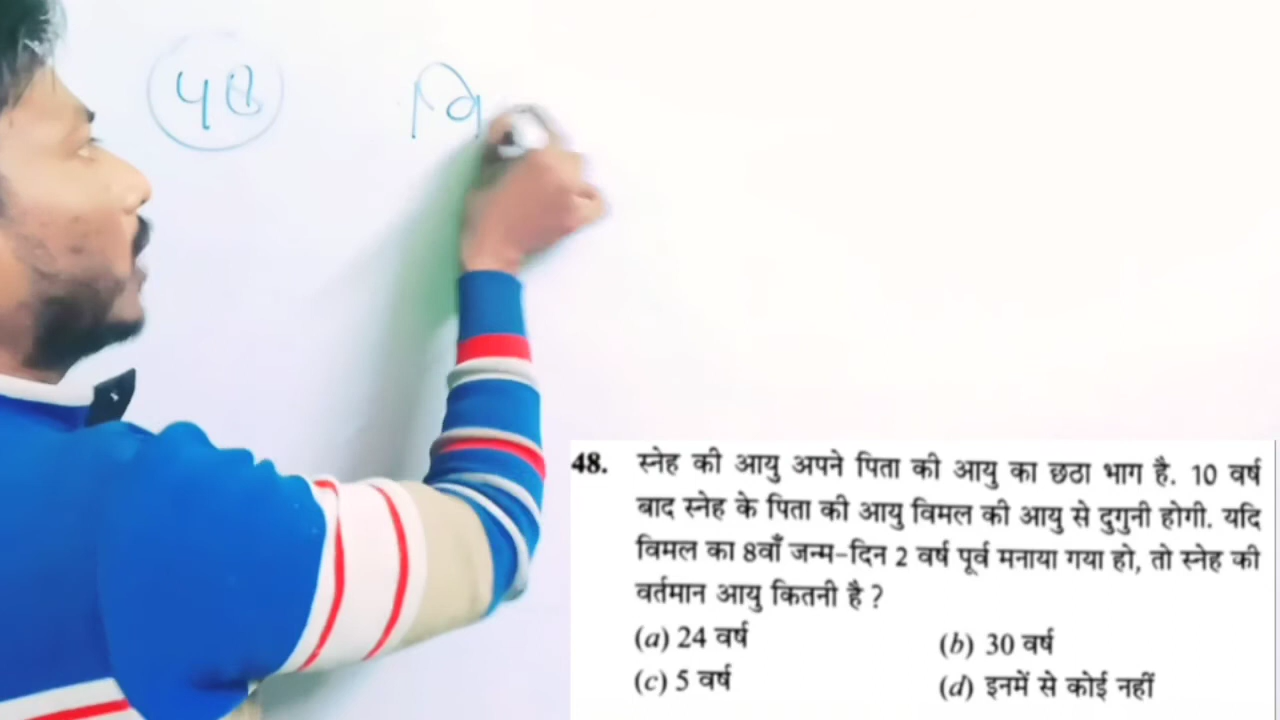 48
वि
48. स्नेह की आयु अपने पिता की आयु का छठा भाग है. 10 वर्ष
बाद स्नेह के पिता की आयु विमल की आयु से दुगुनी होगी. यदि
विमल का 8वाँ जन्म-दिन 2 वर्ष पूर्व मनाया गया हो, तो स्नेह की
वर्तमान आयु कितनी है ?
(a) 24 वर्ष (b) 30 वर्ष
(c) 5 वर्ष (d) इनमें से कोई नहीं